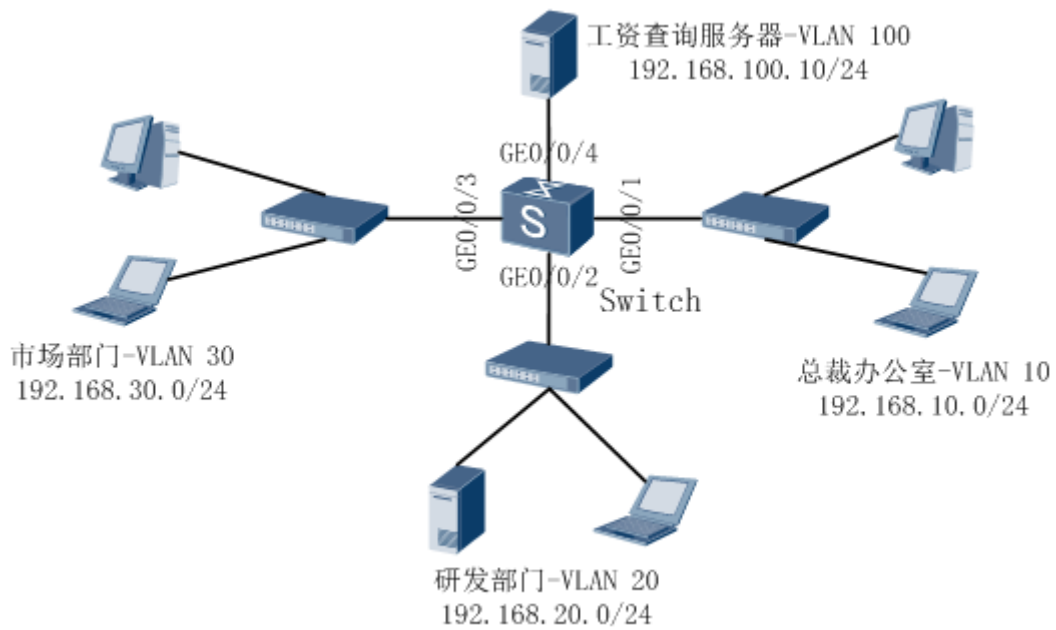 工资查询服务器-VLAN 100
192.168.100.10/24
GE0/0/4
GE0/0/3
GE0/0/1
S
GE0/0/2
Switch
市场部门-VLAN 30
192.168.30.0/24
总裁办公室-VLAN 10
192.168.10.0/24
研发部门-VLAN 20
192.168.20.0/24